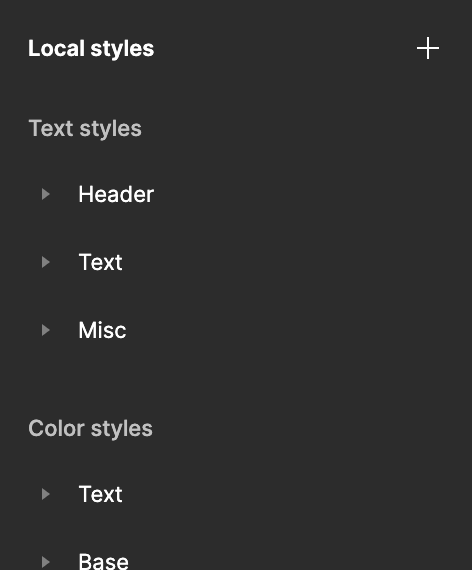 Local styles
Text styles
Header
Text
Misc
Color styles
Text
Base